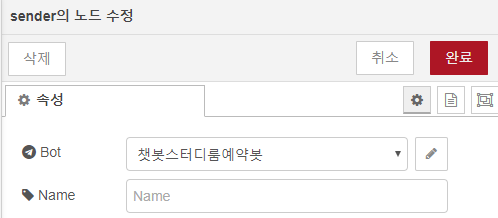 sender의 노드 수정
삭제 취소 완료
속성
Bot 챗봇스터디룸예약봇
Name Name